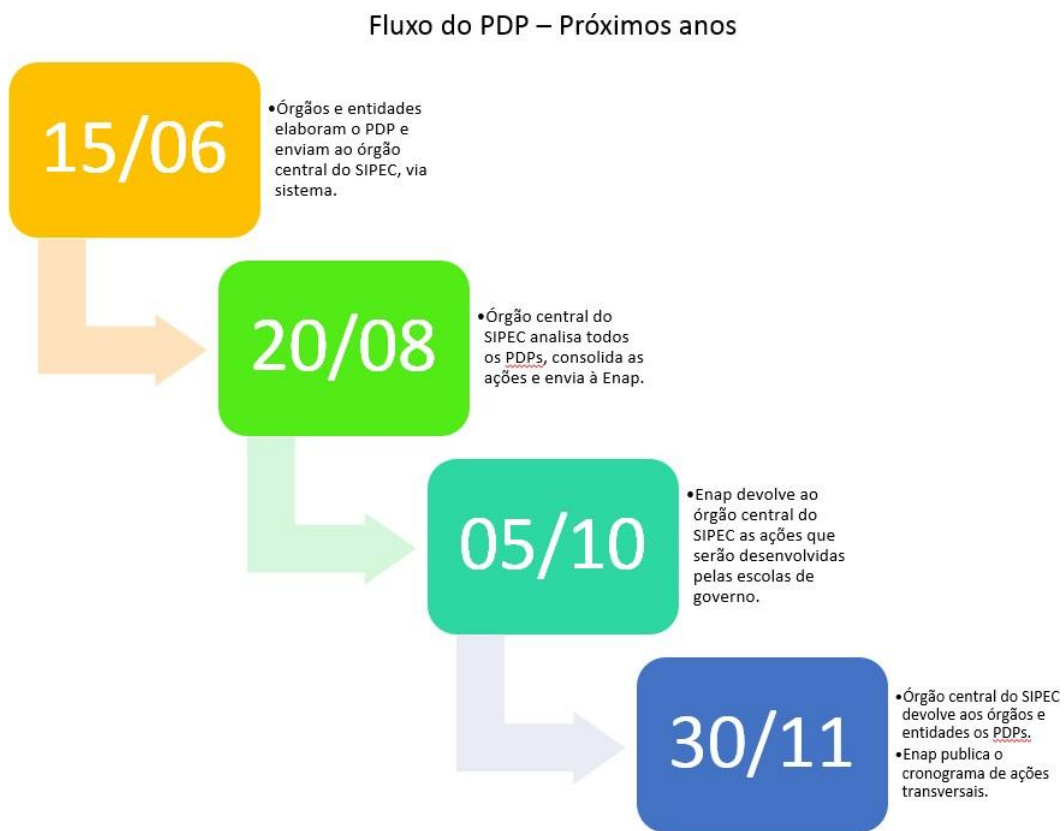 Fluxo do PDP – Próximos anos
15/06
•Órgãos e entidades
elaboram o PDP e
enviam ao órgão
central do SIPEC, via
sistema.
20/08
•Órgão central do
SIPEC analisa todos
os PDPs, consolida as
ações e envia à Enap.
05/10
•Enap devolve ao
órgão central do
SIPEC as ações que
serão desenvolvidas
pelas escolas de
governo.
30/11
•Órgão central do SIPEC
devolve aos órgãos e
entidades os PDPs.
•Enap publica o
cronograma de ações
transversais.